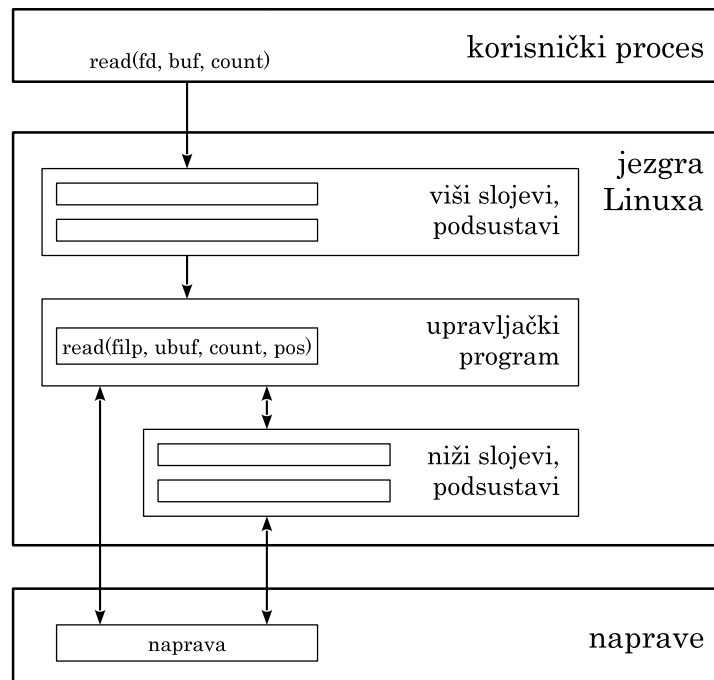 korisnički proces
read(fd, buf, count)
jezgra
Linuxa
viši slojevi,
podsustavi
upravljački
program
read(filp, ubuf, count, pos)
niži slojevi,
podsustavi
naprave
naprava